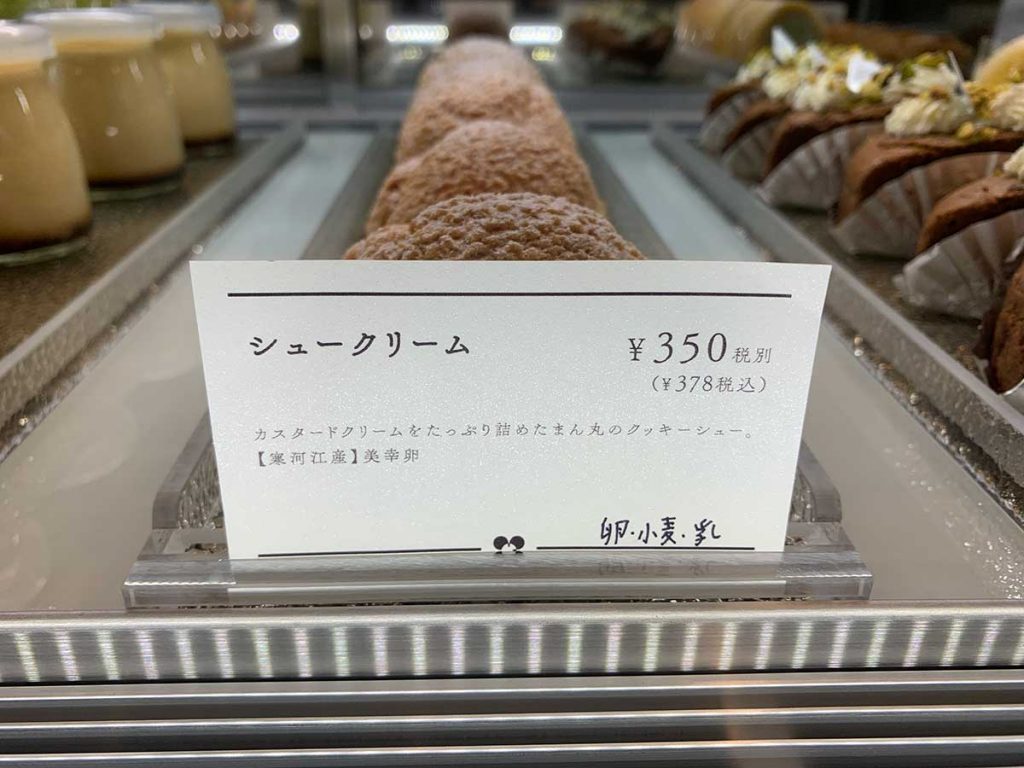 シュークリーム
¥350税別
(¥378税込)
カスタードクリームをたっぷり詰めたまん丸のクッキーシュー。
【寒河江産】美幸卵
卵・小麦・乳